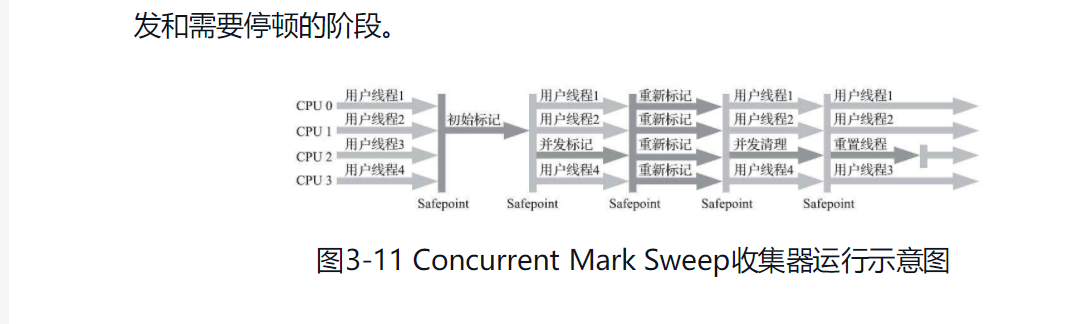 发和需要停顿的阶段。
用户线程1 用户线程1 重新标记 用户线程1 用户线程1
CPU 0
用户线程2 初始标记 用户线程2 重新标记 用户线程2 用户线程2
CPU 1
用户线程3 并发标记 重新标记 并发清理 重置线程
CPU 2
用户线程4 用户线程4 重新标记 用户线程4 用户线程3
CPU 3
Safepoint Safepoint Safepoint Safepoint Safepoint
图3-11 Concurrent Mark Sweep收集器运行示意图